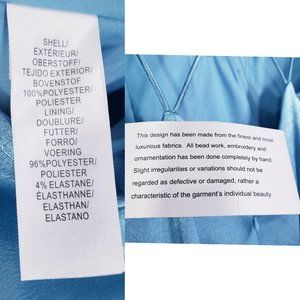 SHELL/
EXTÉRIEUR/
OBERSTOFF/
TEJIDO EXTERIOR/
BOVENSTOF
100%POLYESTER/
POLIESTER
LINING/
DOUBLURE/
FUTTER/
FORRO/
VOERING
96%POLYESTER/
POLIESTER
4% ELASTANE/
ÉLASTHANNE/
ELASTHAN/
ELASTANO
This design has been made from the finest and most
luxurious fabrics. All bead work, embroidery and
ornamentation has been done completely by hand.
Slight irregularities or variations should not be
regarded as defective or damaged, rather a
characteristic of the garment's individual beauty.